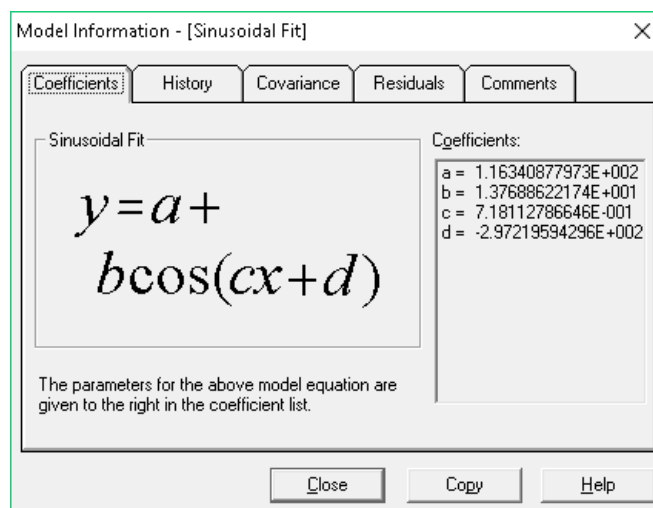 Model Information - [Sinusoidal Fit]
Coefficients History Covariance Residuals Comments
Sinusoidal Fit
y=a+
bcos(cx+d)
The parameters for the above model equation are
given to the right in the coefficient list.
Coefficients:
a = 1.16340877973E+002
b = 1.37688622174E+001
c = 7.18112786646E-001
d = -2.97219594296E+002
Close Copy Help